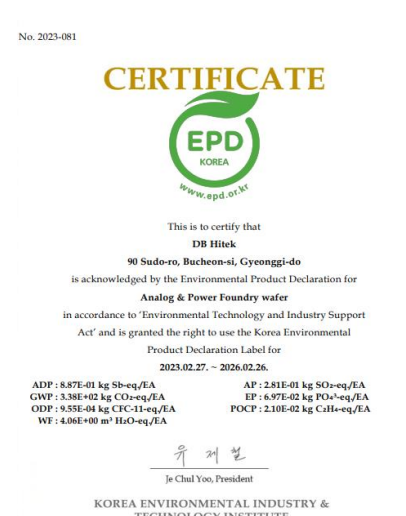 No. 2023-081
CERTIFICATE
EPD
KOREA
www.epd.or.kr
This is to certify that
DB Hitek
90 Sudo-ro, Bucheon-si, Gyeonggi-do
is acknowledged by the Environmental Product Declaration for
Analog & Power Foundry wafer
in accordance to ‘Environmental Technology and Industry Support
Act’ and is granted the right to use the Korea Environmental
Product Declaration Label for
2023.02.27. ~ 2026.02.26.
ADP : 8.87E-01 kg Sb-eq./EA
GWP : 3.38E+02 kg CO₂-eq./EA
ODP : 9.55E-04 kg CFC-11-eq./EA
WF : 4.06E+00 m³ H₂O-eq./EA
AP : 2.81E-01 kg SO₂-eq./EA
EP : 6.97E-02 kg PO₄³-eq./EA
POCP : 2.10E-02 kg C₂H₄-eq./EA
유 제 철
Je Chul Yoo, President
KOREA ENVIRONMENTAL INDUSTRY &
TECHNOLOGY INSTITUTE